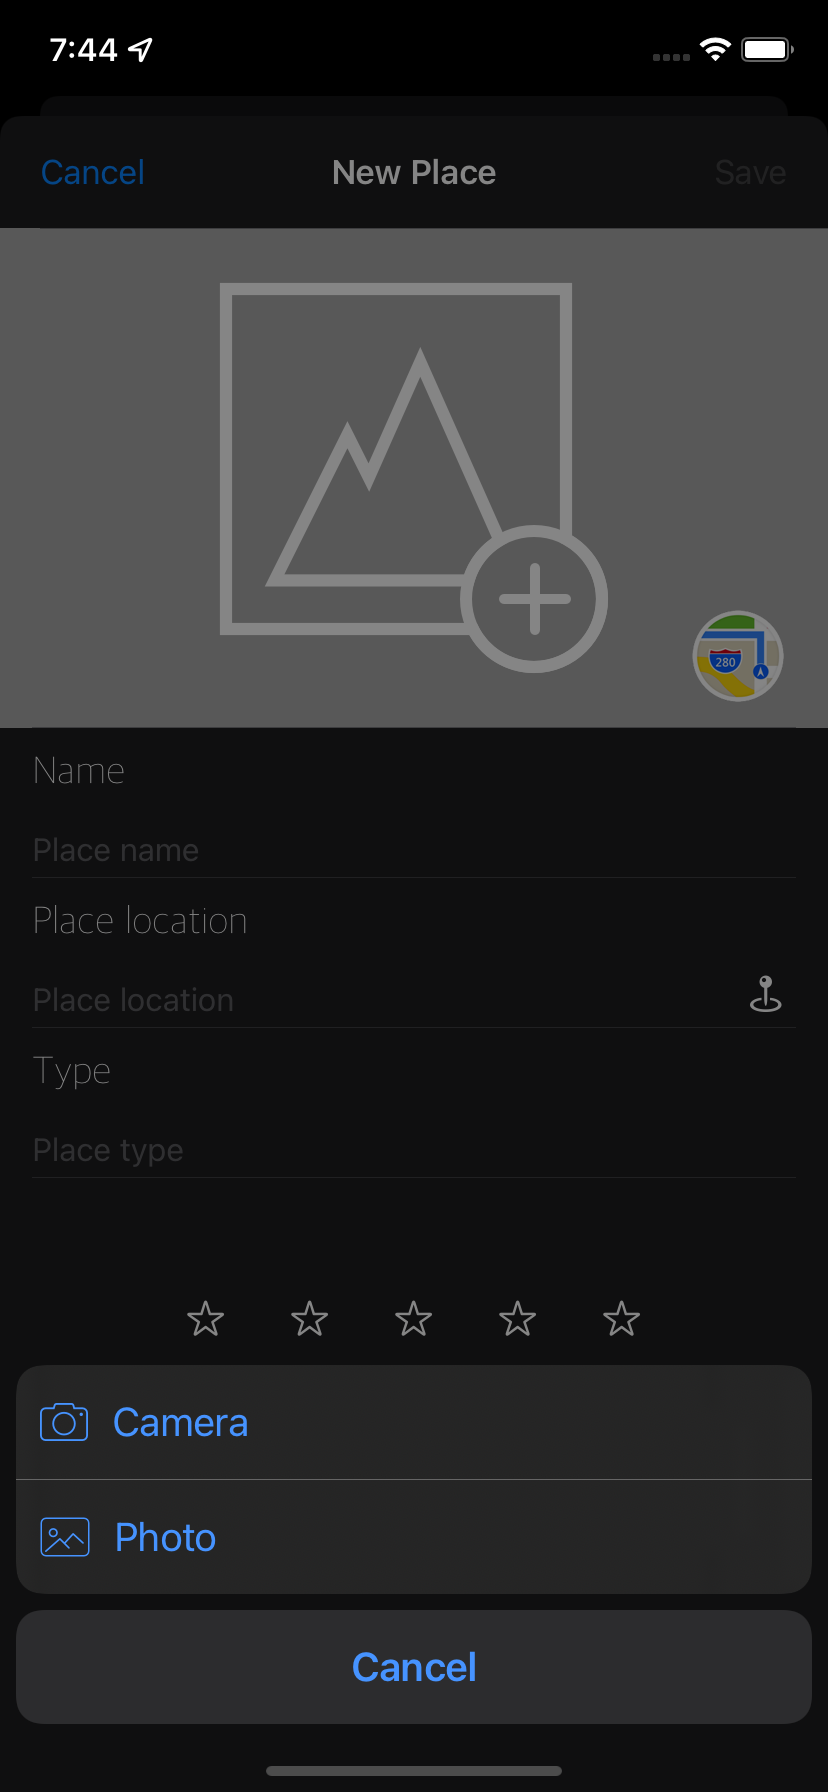 7:44
Cancel
New Place
Save
280
Name
Place name
Place location
Place location
Type
Place type
Camera
Photo
Cancel